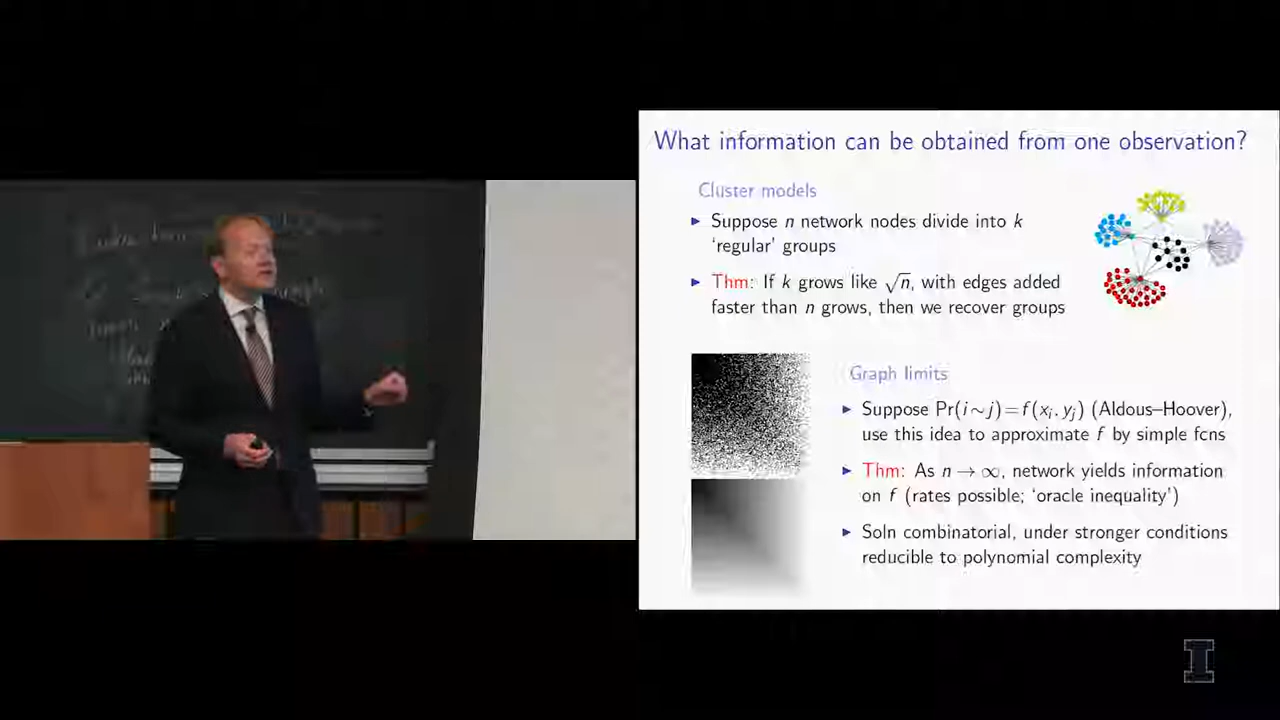 What information can be obtained from one observation?
Cluster models
▶ Suppose n network nodes divide into k
‘regular’ groups
▶ Thm: If k grows like √n, with edges added
faster than n grows, then we recover groups
Graph limits
▶ Suppose Pr(i∼j)=f(xᵢ, yⱼ) (Aldous–Hoover),
use this idea to approximate f by simple fcns
▶ Thm: As n → ∞, network yields information
on f (rates possible; ‘oracle inequality’)
▶ Soln combinatorial, under stronger conditions
reducible to polynomial complexity